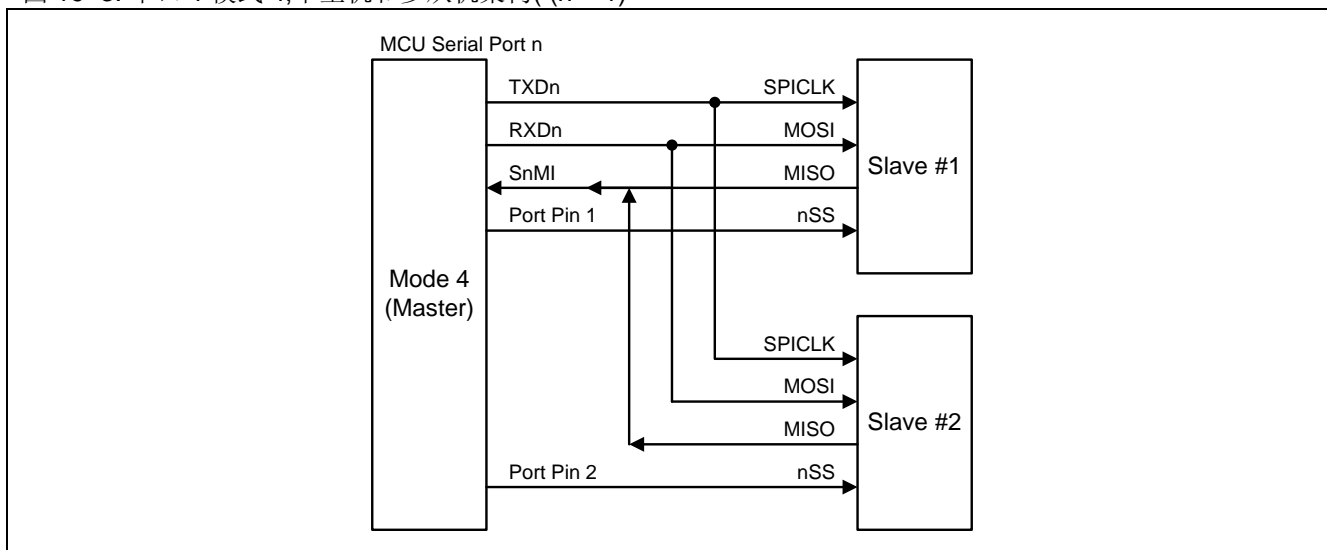 MCU Serial Port n
TXDn
SPICLK
RXDn
MOSI
SnMI
MISO
Slave #1
Port Pin 1
nSS
Mode 4
(Master)
SPICLK
MOSI
MISO
Slave #2
Port Pin 2
nSS